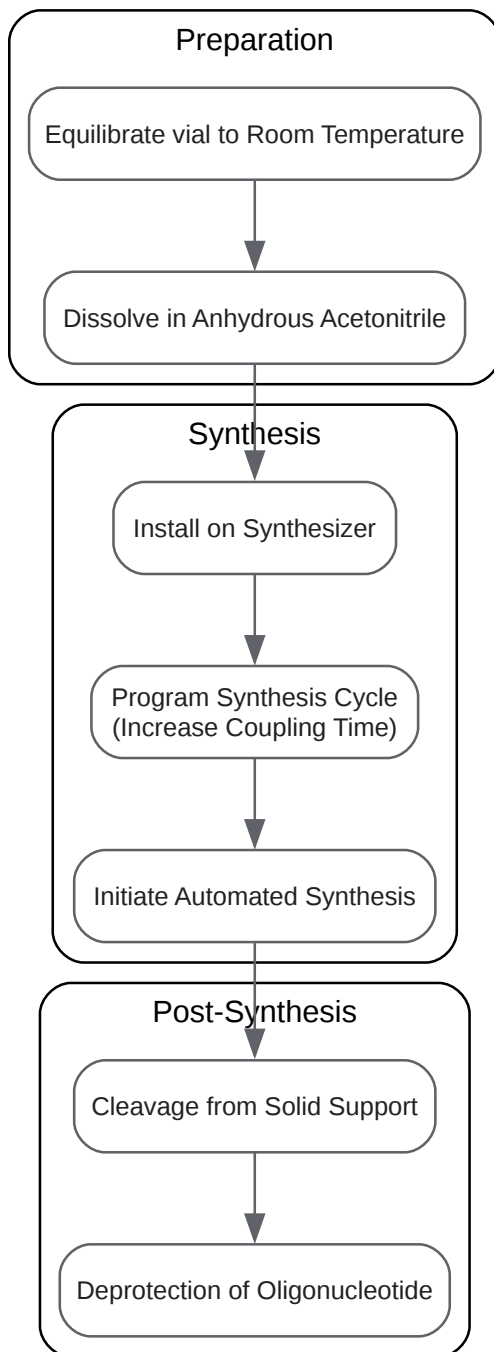 Preparation
Equilibrate vial to Room Temperature
Dissolve in Anhydrous Acetonitrile
Synthesis
Install on Synthesizer
Program Synthesis Cycle
(Increase Coupling Time)
Initiate Automated Synthesis
Post-Synthesis
Cleavage from Solid Support
Deprotection of Oligonucleotide